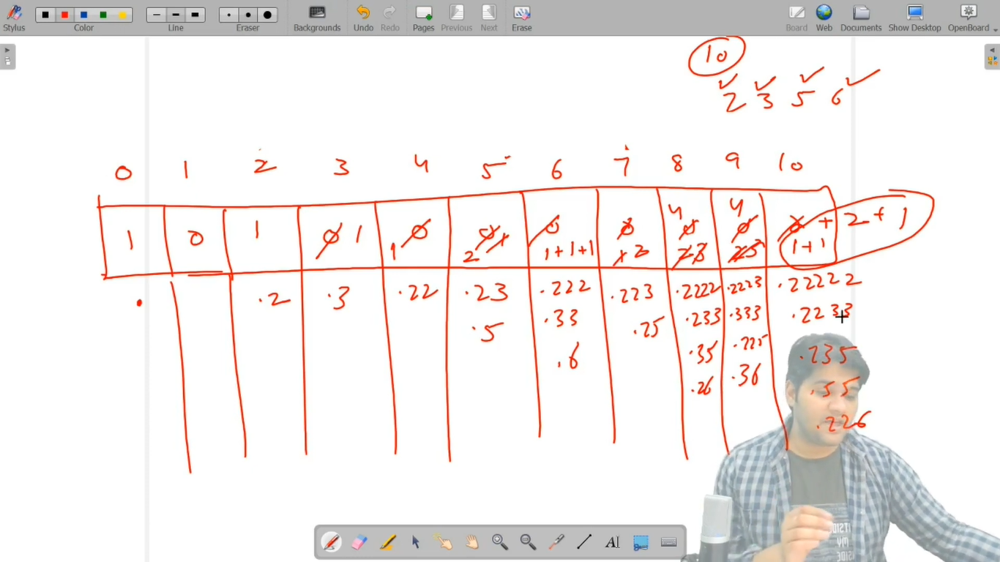 Stylus Color Line Eraser Backgrounds Undo Redo Pages Previous Next Erase Board Web Documents Show Desktop OpenBoard
10
2 3 5 6
0 1 2 3 4 5 6 7 8 9 10
4 4
1 0 1 0 1 0 0 0 0 0 0 0 + 2 + 1
1 2 1+1+1 2 23 23 1+1
.2 .3 .22 .23 .222 .223 .2222 .2223 .22222
.5 .33 .25 .233 .333 .2233
.6 .35 .225 .235
.26 .36 .55
.226